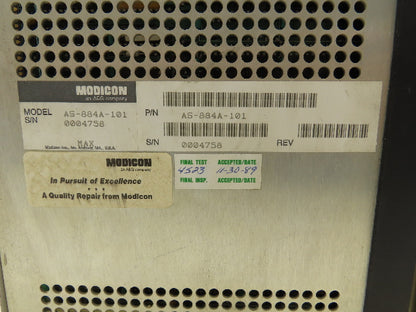 MODICON
an AEG company
MODEL AS-884A-101 P/N AS-884A-101
S/N 0004758 S/N 0004758 REV
MAX
MODICON
an AEG company
In Pursuit of Excellence
• • •
A Quality Repair from Modicon
FINAL TEST ACCEPTED/DATE
4523 11-30-89
FINAL INSP. ACCEPTED/DATE